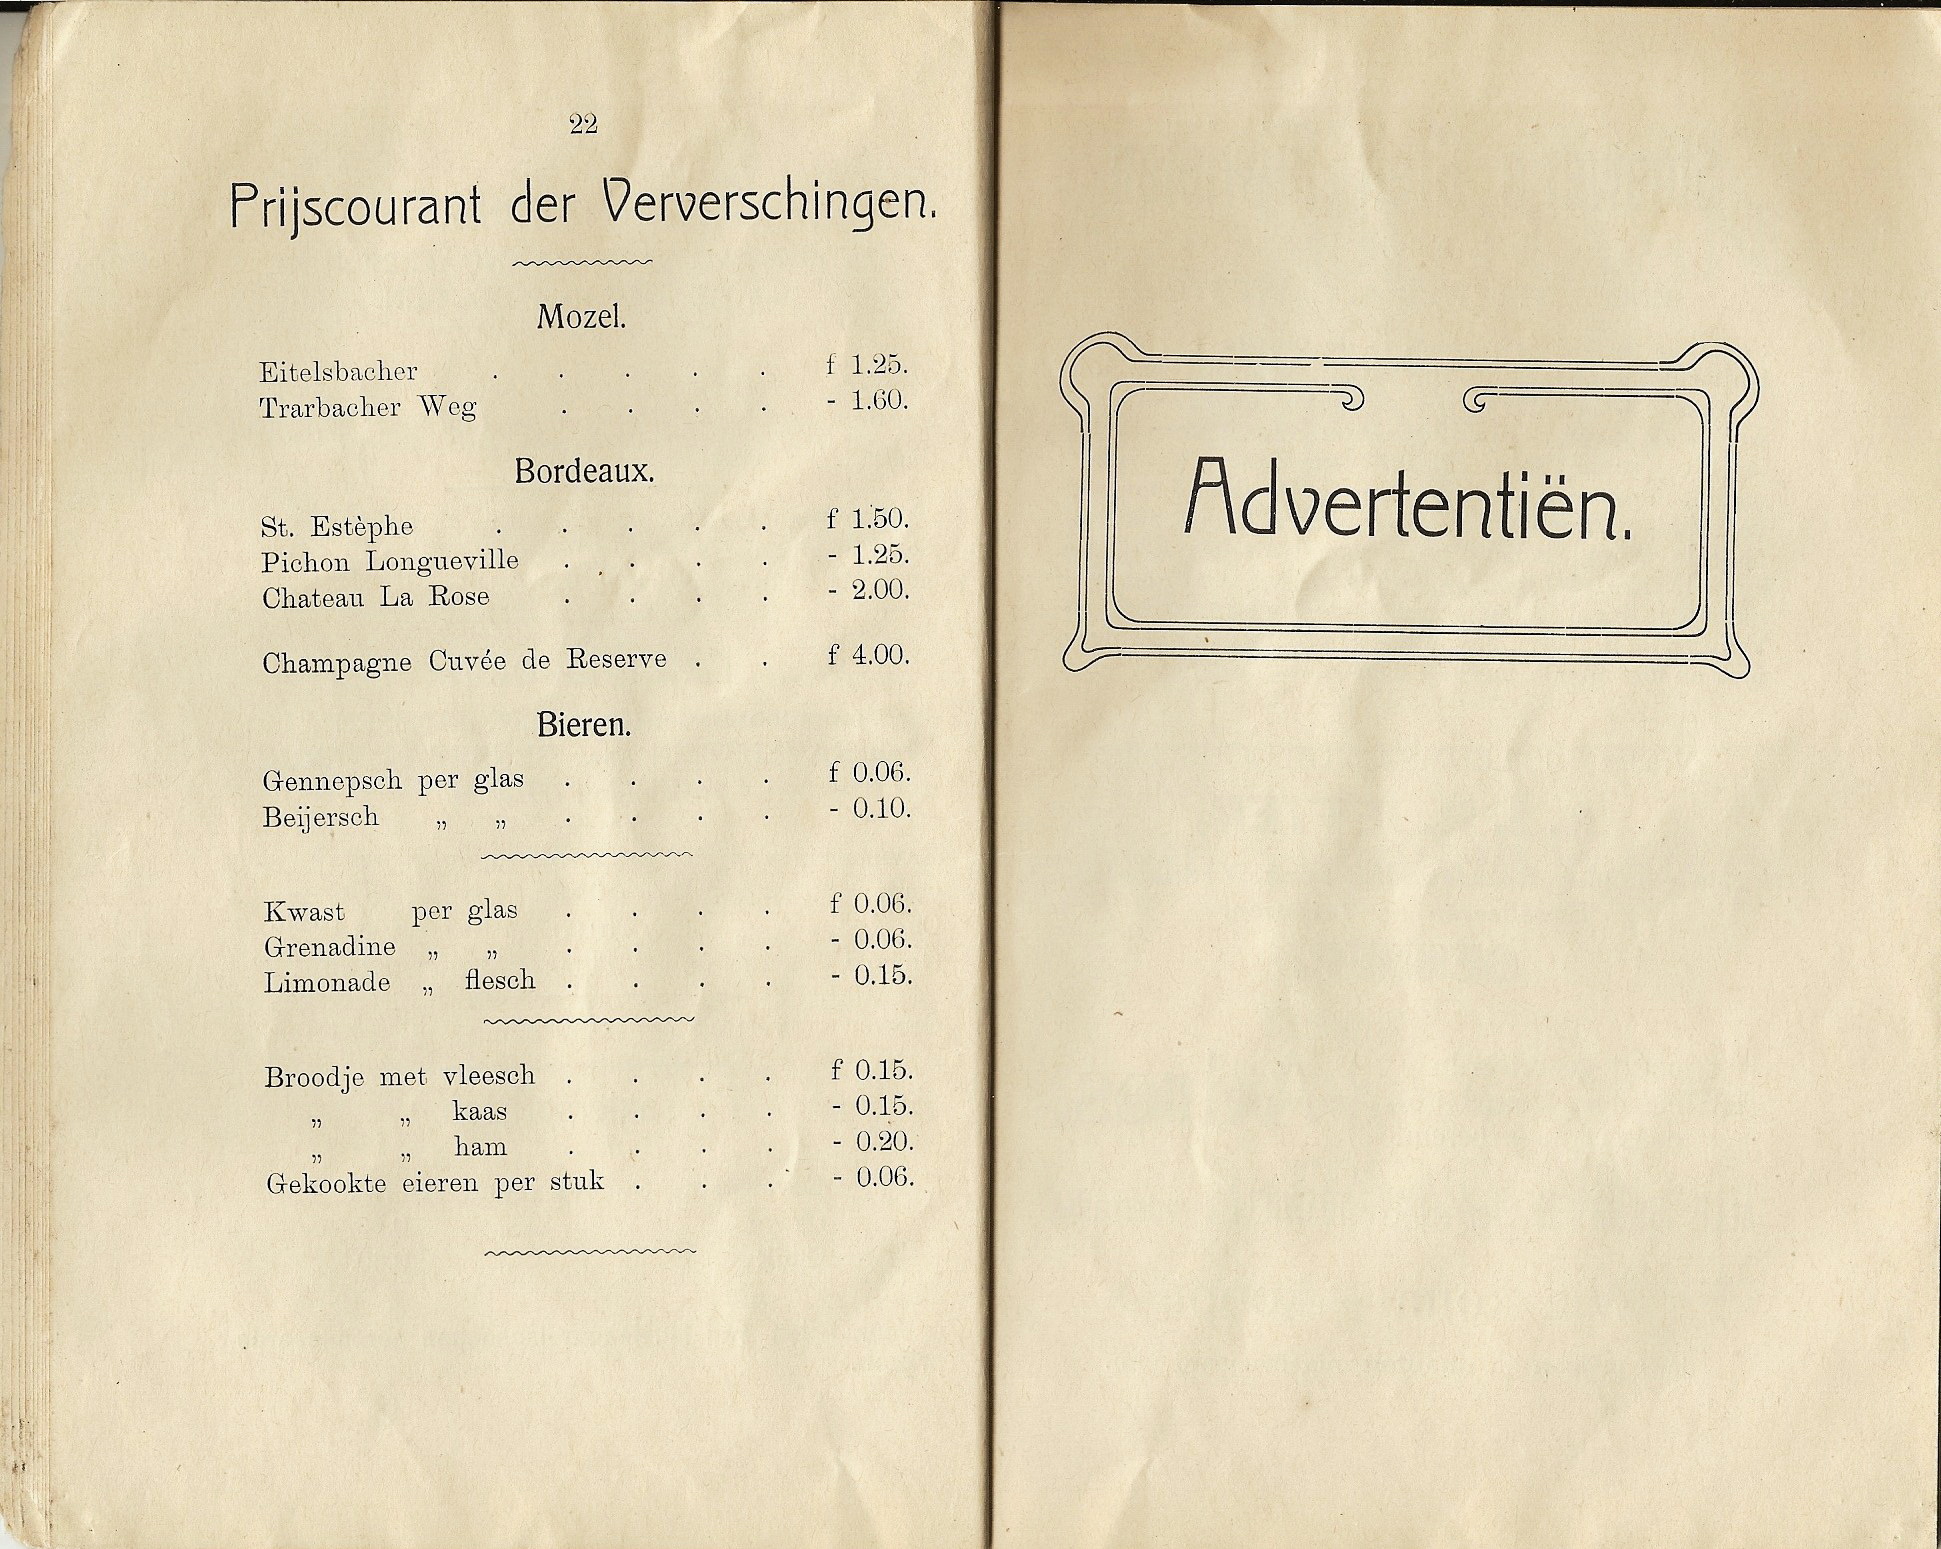 22
Prijscourant der Ververschingen.
Mozel.
Eitelsbacher . . . . . f 1.25.
Trarbacher Weg . . . . - 1.60.
Bordeaux.
St. Estèphe . . . . . f 1.50.
Pichon Longueville . . . . - 1.25.
Chateau La Rose . . . . - 2.00.
Champagne Cuvée de Reserve . . f 4.00.
Bieren.
Gennepsch per glas . . . . f 0.06.
Beijersch „ „ . . . . - 0.10.
Kwast per glas . . . . f 0.06.
Grenadine „ „ . . . . - 0.06.
Limonade „ flesch . . . . - 0.15.
Broodje met vleesch . . . . f 0.15.
„ „ kaas . . . . - 0.15.
„ „ ham . . . . - 0.20.
Gekookte eieren per stuk . . . - 0.06.
Advertentiën.